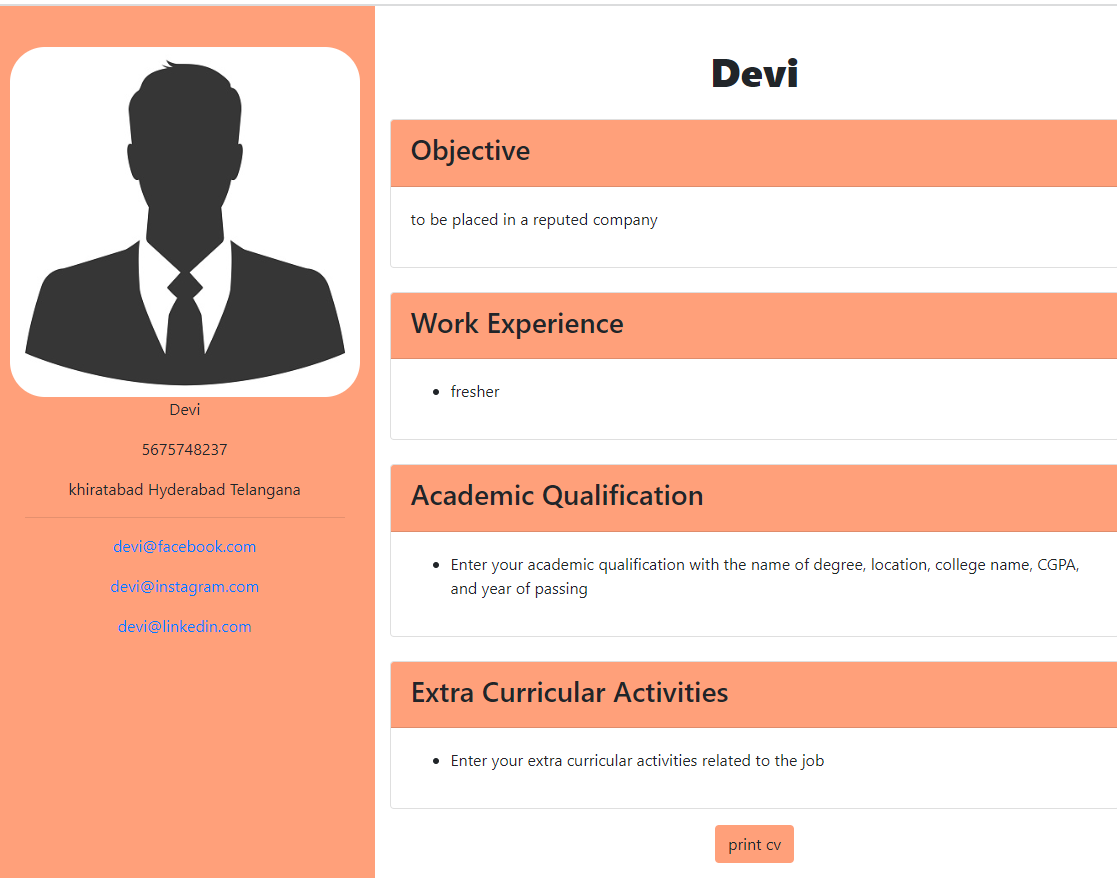 Devi
5675748237
khiratabad Hyderabad Telangana
devi@facebook.com
devi@instagram.com
devi@linkedin.com
Devi
Objective
to be placed in a reputed company
Work Experience
fresher
Academic Qualification
Enter your academic qualification with the name of degree, location, college name, CGPA,
and year of passing
Extra Curricular Activities
Enter your extra curricular activities related to the job
print cv